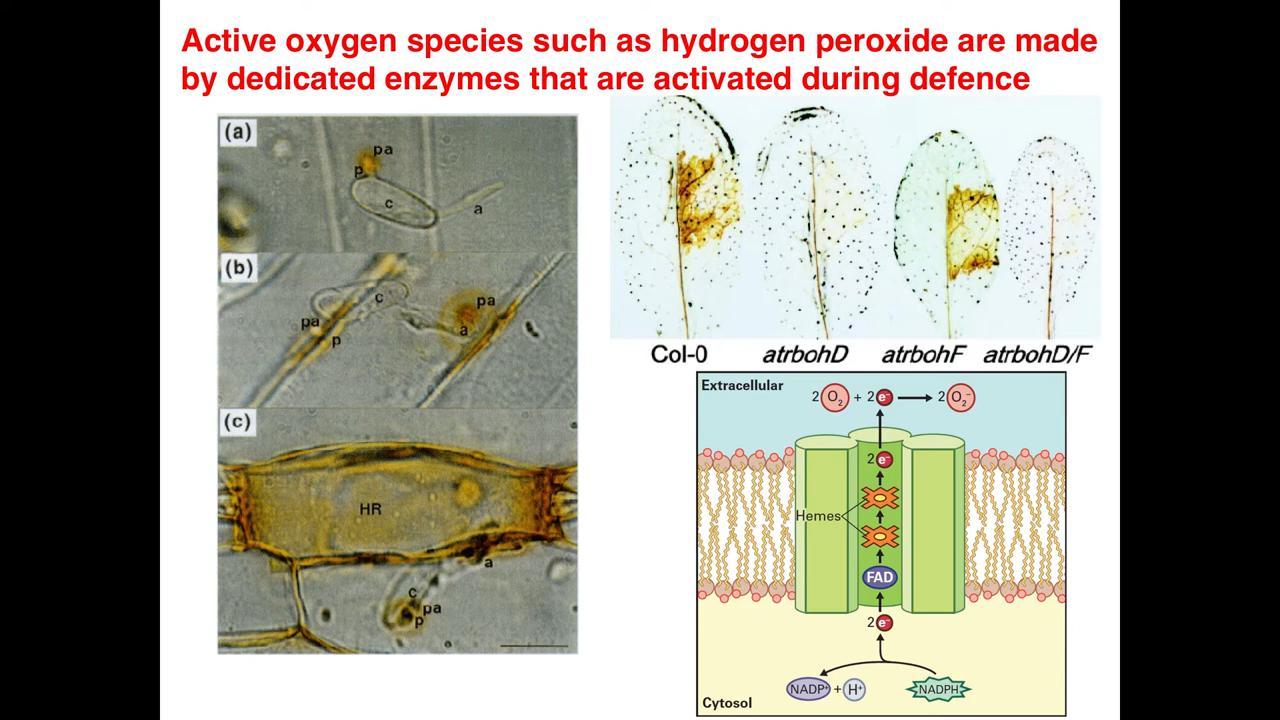 Active oxygen species such as hydrogen peroxide are made
by dedicated enzymes that are activated during defence
(a)
pa
p
c
a
(b)
c
pa
pa
a
p
(c)
HR
a
c
pa
p
Col-0 atrbohD atrbohF atrbohD/F
Extracellular
2 O₂ + 2 e⁻ 2 O₂⁻
2 e⁻
Hemes
FAD
2 e⁻
NADP⁺ + H⁺ NADPH
Cytosol